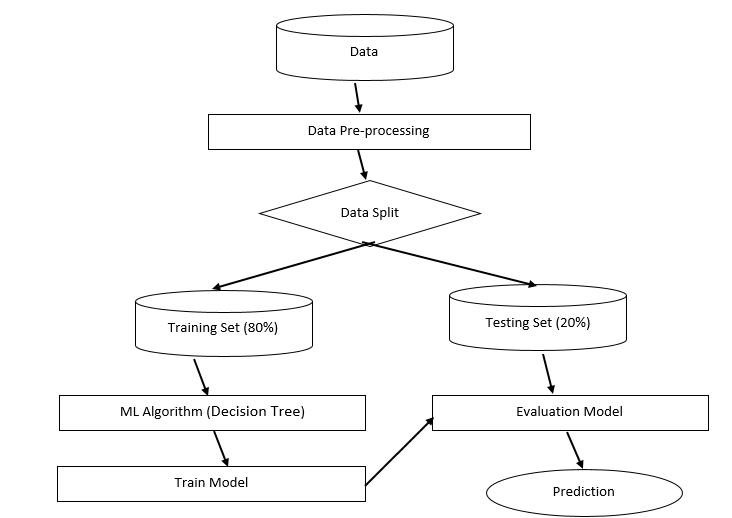 Data
Data Pre-processing
Data Split
Training Set (80%)
Testing Set (20%)
ML Algorithm (Decision Tree)
Evaluation Model
Train Model
Prediction